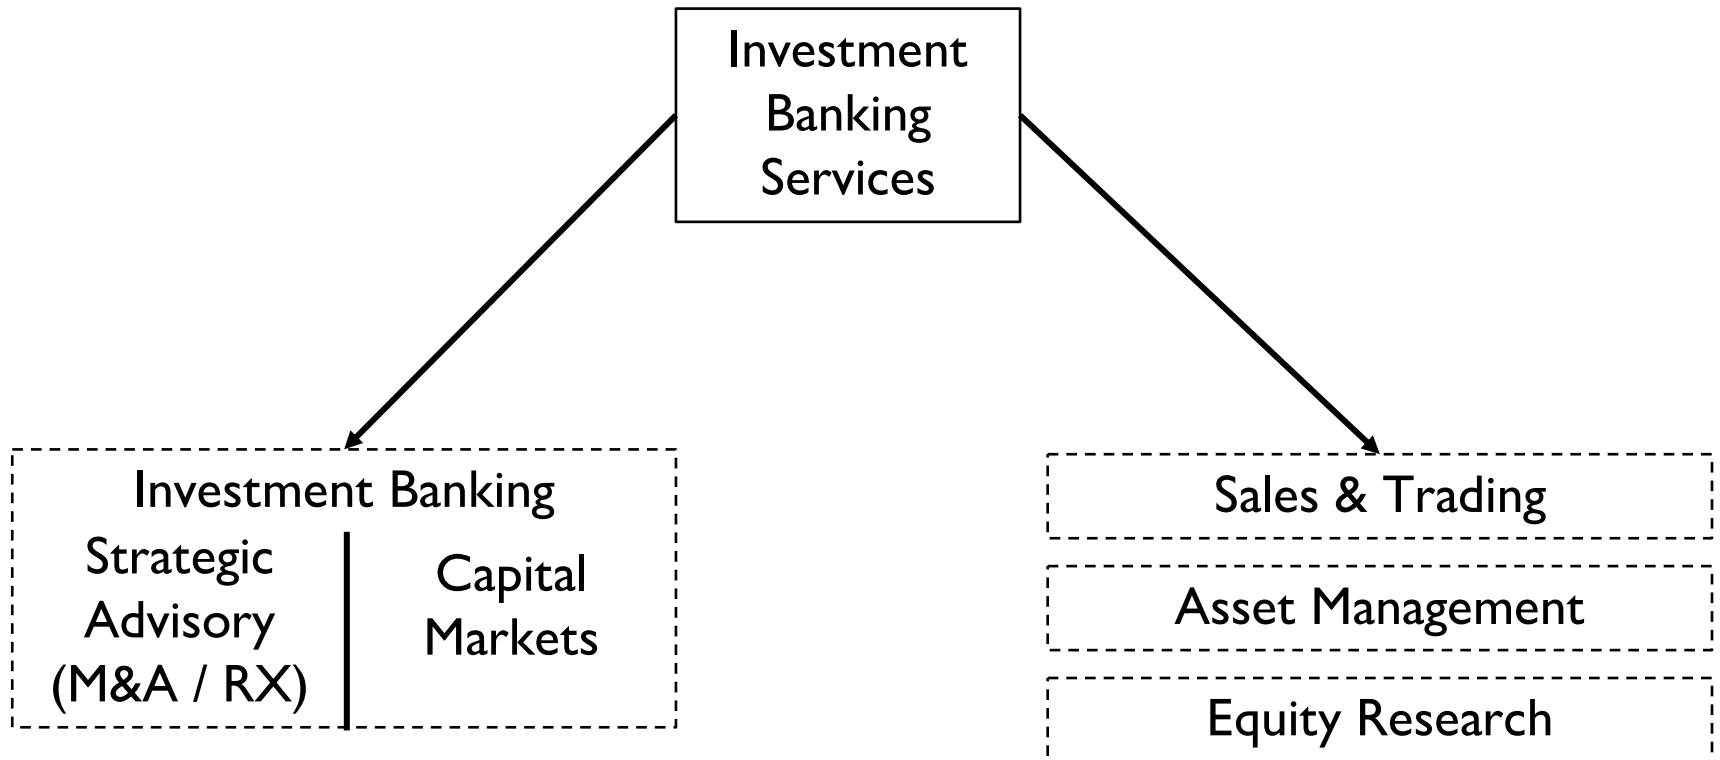 Investment
Banking
Services
Investment Banking
Strategic
Advisory
(M&A / RX)
Capital
Markets
Sales & Trading
Asset Management
Equity Research